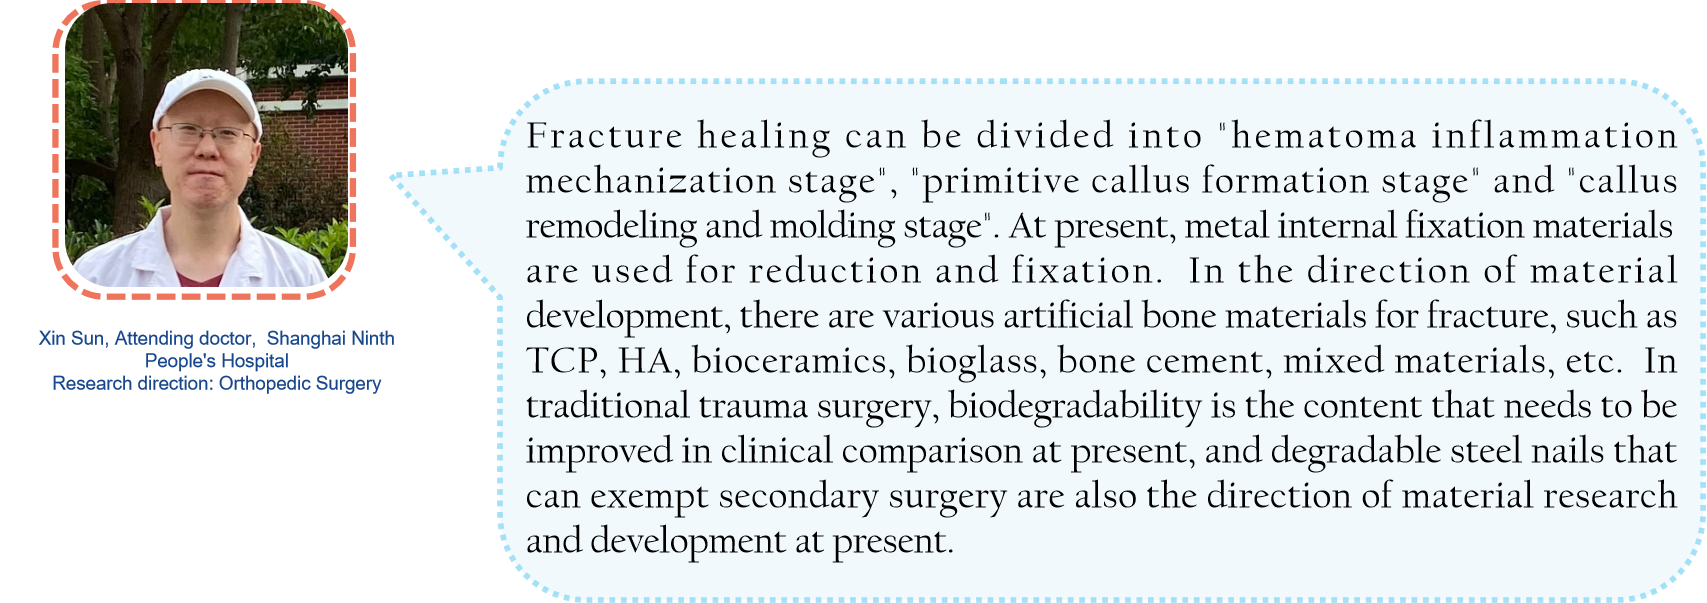 Xin Sun, Attending doctor,  Shanghai Ninth
People's Hospital
Research direction: Orthopedic Surgery
Fracture healing can be divided into "hematoma inflammation
mechanization stage", "primitive callus formation stage" and "callus
remodeling and molding stage". At present, metal internal fixation materials
are used for reduction and fixation.  In the direction of material
development, there are various artificial bone materials for fracture, such as
TCP, HA, bioceramics, bioglass, bone cement, mixed materials, etc.  In
traditional trauma surgery, biodegradability is the content that needs to be
improved in clinical comparison at present, and degradable steel nails that
can exempt secondary surgery are also the direction of material research
and development at present.